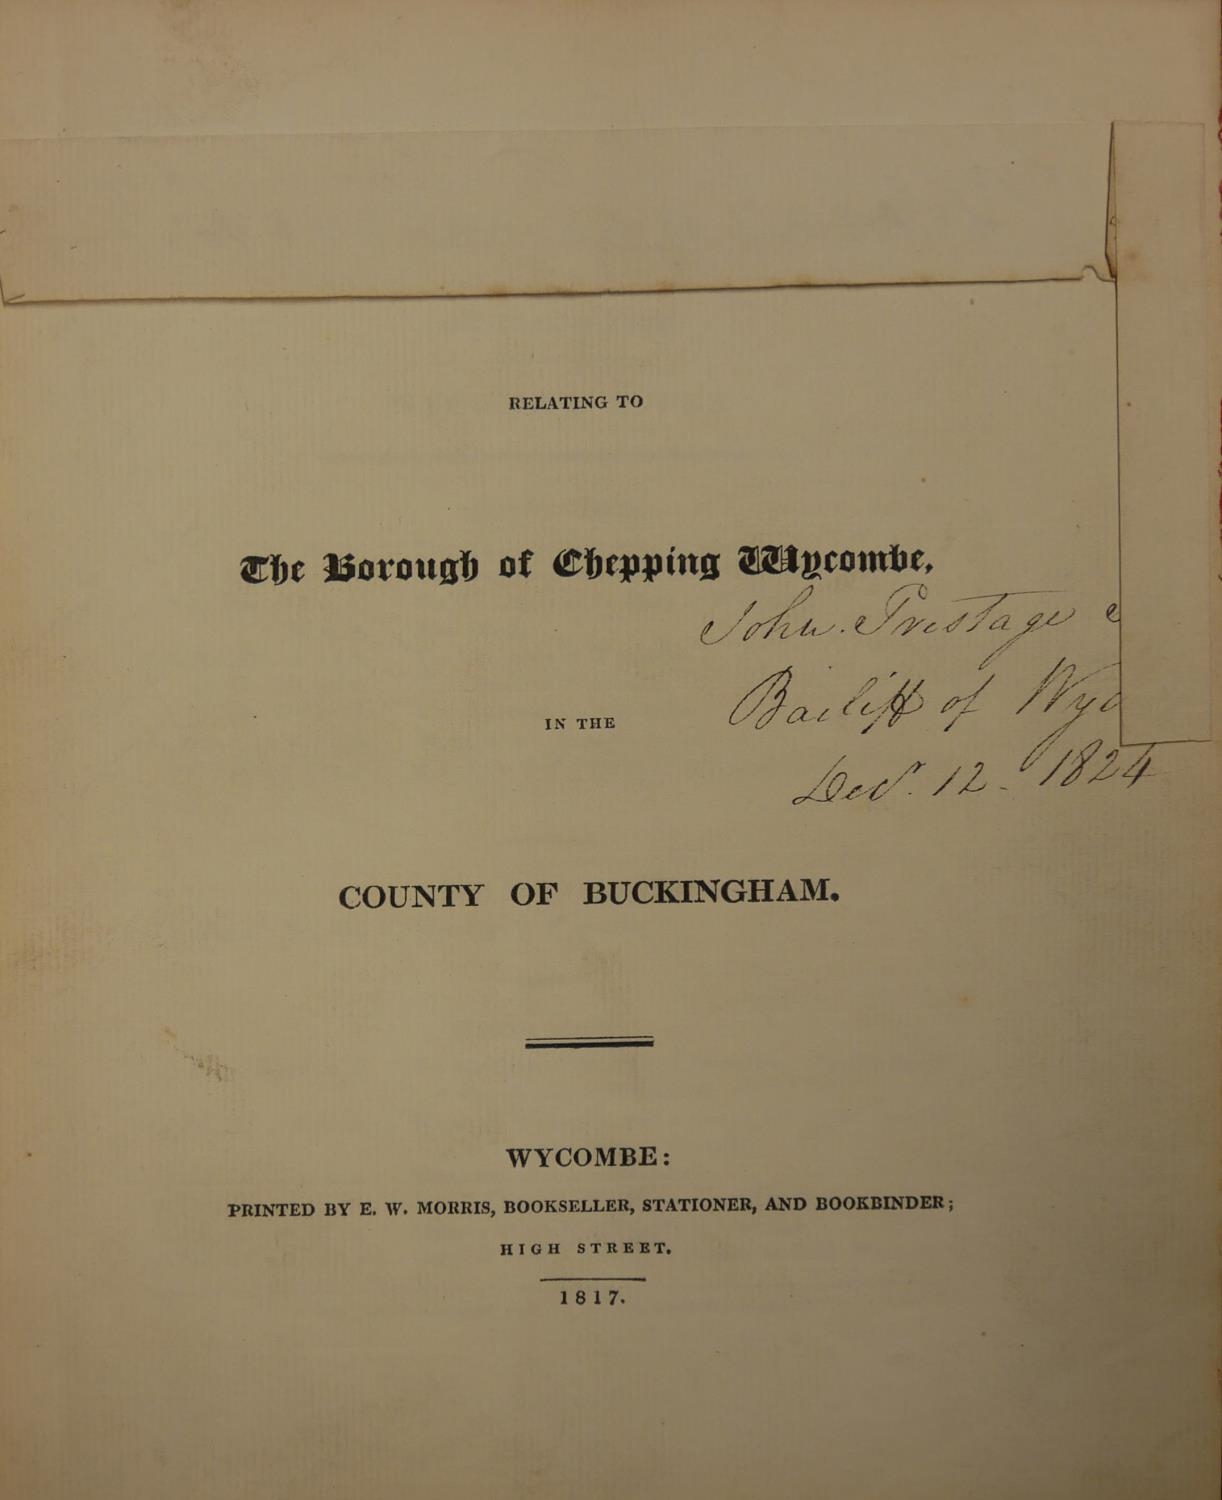 RELATING TO
The Borough of Chepping Wycombe,
John. Prestage
Bailiff of Wyc
IN THE
Decr. 12 - 1824
COUNTY OF BUCKINGHAM.
WYCOMBE:
PRINTED BY E. W. MORRIS, BOOKSELLER, STATIONER, AND BOOKBINDER;
HIGH STREET.
1817.